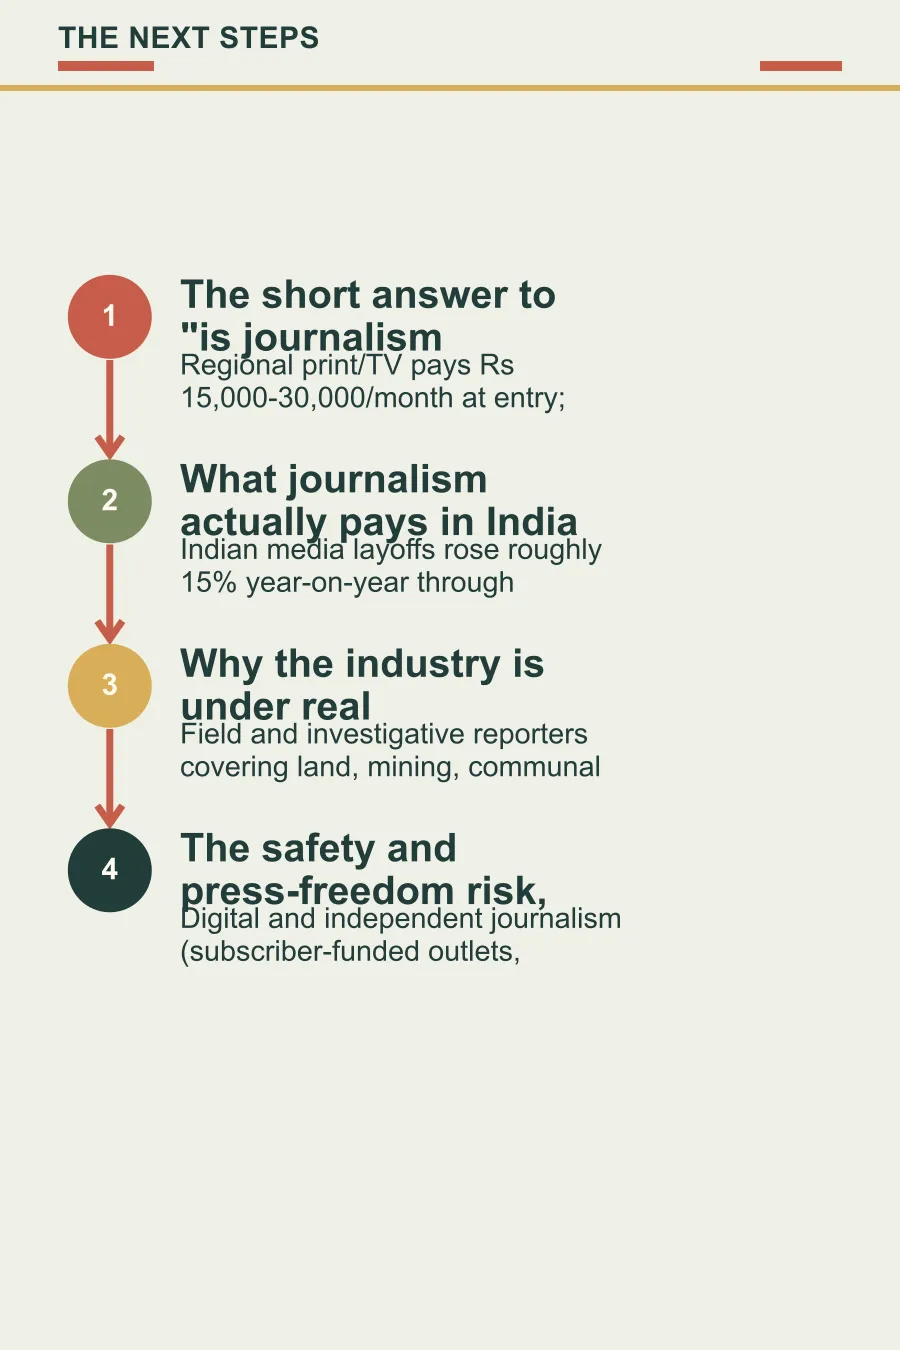 THE NEXT STEPS
1
The short answer to
"is journalism
Regional print/TV pays Rs
15,000-30,000/month at entry;
2
What journalism
actually pays in India
Indian media layoffs rose roughly
15% year-on-year through
3
Why the industry is
under real
Field and investigative reporters
covering land, mining, communal
4
The safety and
press-freedom risk,
Digital and independent journalism
(subscriber-funded outlets,